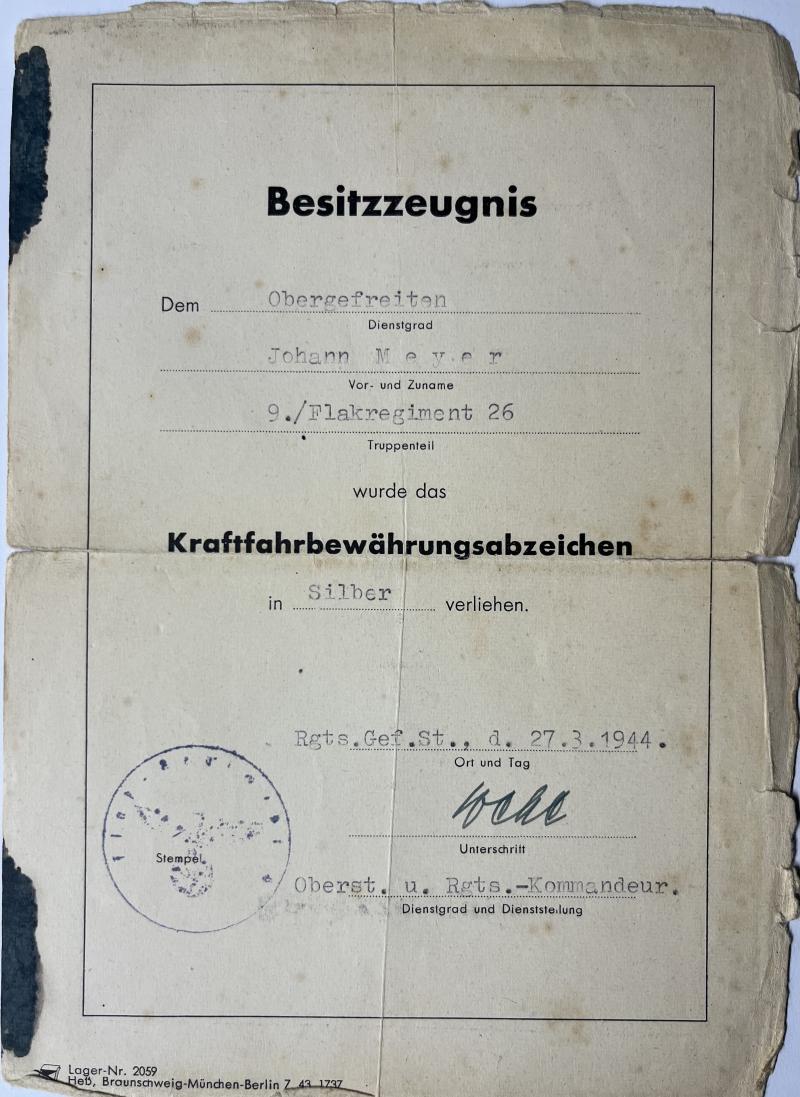 Besitzzeugnis
Dem Obergefreiten
Dienstgrad
Johann Meyer
Vor- und Zuname
9./Flakregiment 26
Truppenteil
wurde das
Kraftfahrbewährungsabzeichen
in Silber verliehen.
Rgts.Gef.St., d. 27.3.1944.
Ort und Tag
Unterschrift
Stempel
Oberst. u. Rgts.-Kommandeur.
Dienstgrad und Dienststellung
Lager-Nr. 2059
Heß, Braunschweig-München-Berlin Z 43 1737